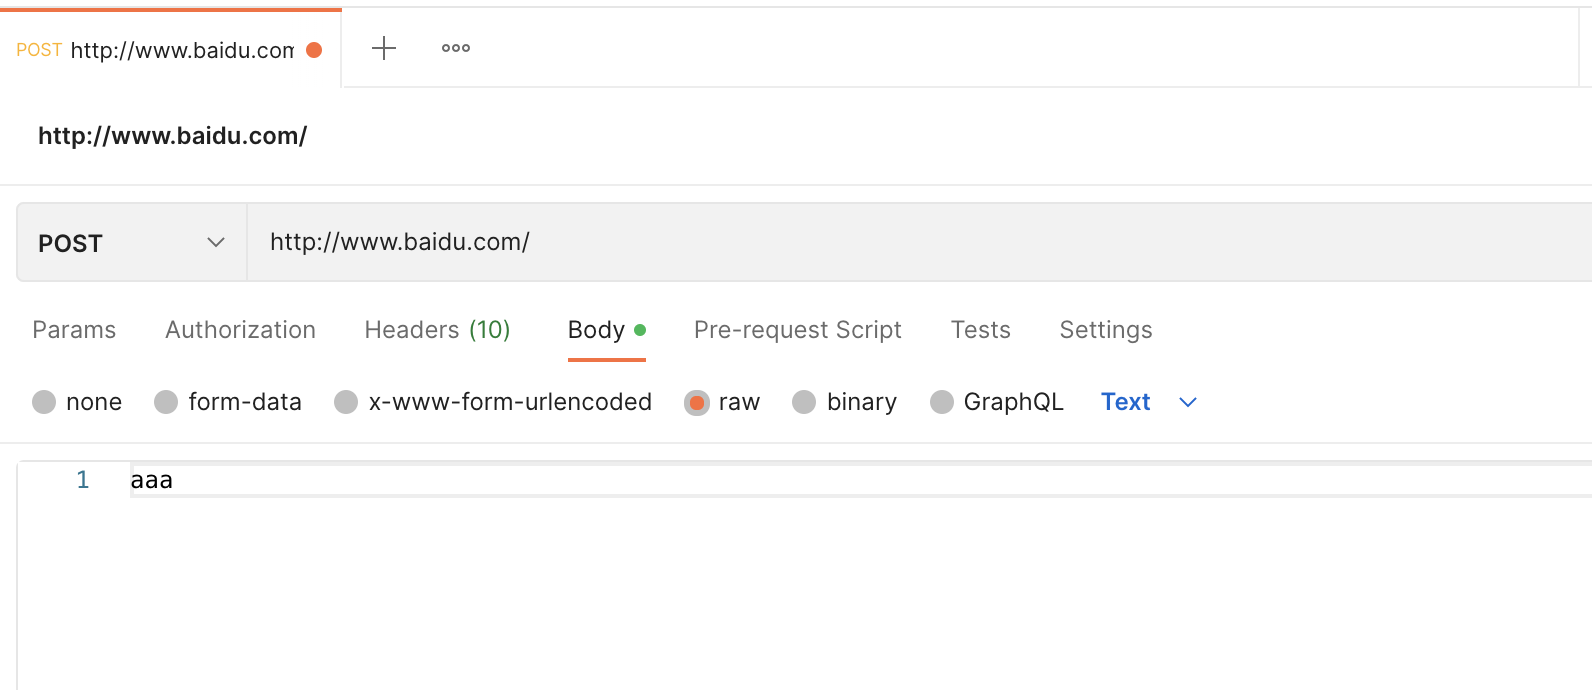 POST http://www.baidu.com
http://www.baidu.com/
POST http://www.baidu.com/
Params Authorization Headers (10) Body Pre-request Script Tests Settings
none form-data x-www-form-urlencoded raw binary GraphQL Text
1 aaa